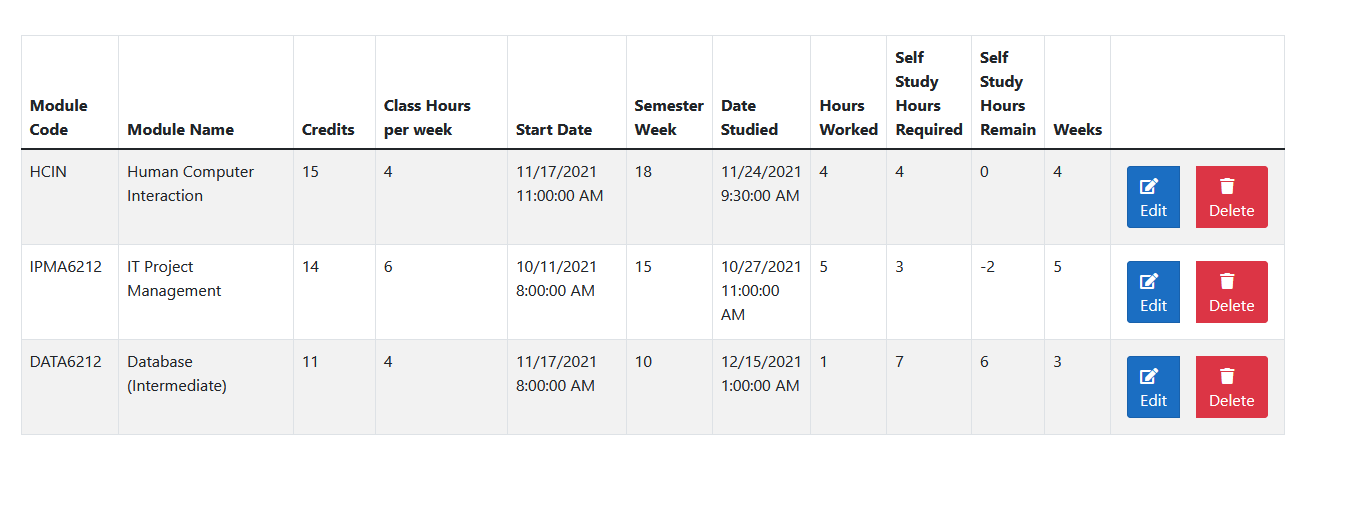 Module Code Module Name Credits Class Hours per week Start Date Semester Week Date Studied Hours Worked Self Study Hours Required Self Study Hours Remain Weeks
HCIN Human Computer Interaction 15 4 11/17/2021 11:00:00 AM 18 11/24/2021 9:30:00 AM 4 4 0 4 Edit Delete
IPMA6212 IT Project Management 14 6 10/11/2021 8:00:00 AM 15 10/27/2021 11:00:00 AM 5 3 -2 5 Edit Delete
DATA6212 Database (Intermediate) 11 4 11/17/2021 8:00:00 AM 10 12/15/2021 1:00:00 AM 1 7 6 3 Edit Delete